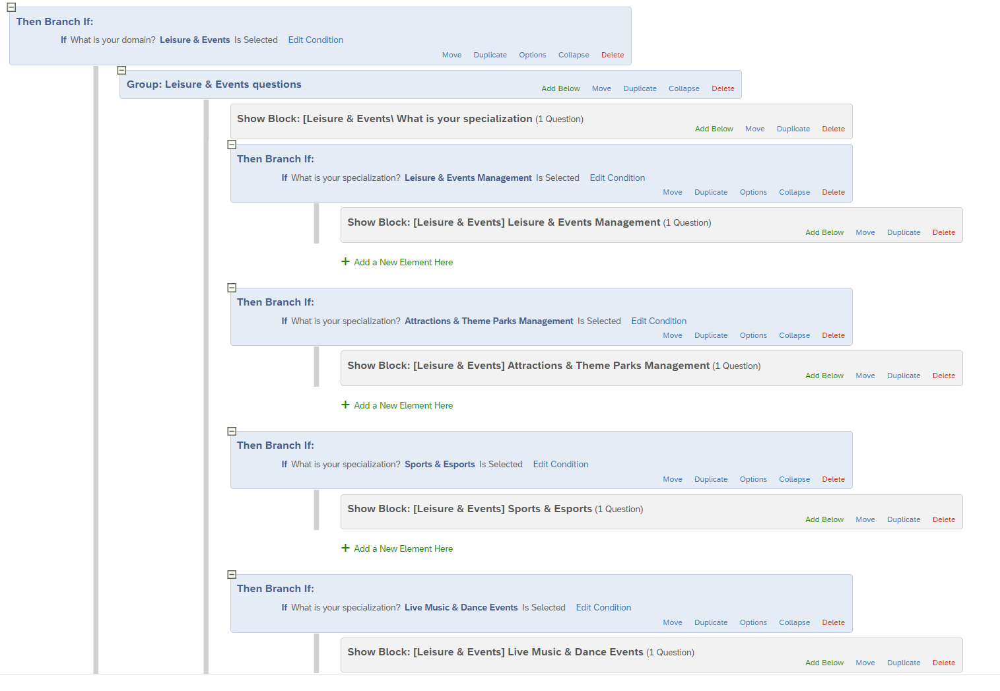 Then Branch If:
If What is your domain? Leisure & Events Is Selected Edit Condition
Move Duplicate Options Collapse Delete
Group: Leisure & Events questions
Add Below Move Duplicate Collapse Delete
Show Block: [Leisure & Events\ What is your specialization (1 Question)
Add Below Move Duplicate Delete
Then Branch If:
If What is your specialization? Leisure & Events Management Is Selected Edit Condition
Move Duplicate Options Collapse Delete
Show Block: [Leisure & Events] Leisure & Events Management (1 Question)
Add Below Move Duplicate Delete
+ Add a New Element Here
Then Branch If:
If What is your specialization? Attractions & Theme Parks Management Is Selected Edit Condition
Move Duplicate Options Collapse Delete
Show Block: [Leisure & Events] Attractions & Theme Parks Management (1 Question)
Add Below Move Duplicate Delete
+ Add a New Element Here
Then Branch If:
If What is your specialization? Sports & Esports Is Selected Edit Condition
Move Duplicate Options Collapse Delete
Show Block: [Leisure & Events] Sports & Esports (1 Question)
Add Below Move Duplicate Delete
+ Add a New Element Here
Then Branch If:
If What is your specialization? Live Music & Dance Events Is Selected Edit Condition
Move Duplicate Options Collapse Delete
Show Block: [Leisure & Events] Live Music & Dance Events (1 Question)
Add Below Move Duplicate Delete